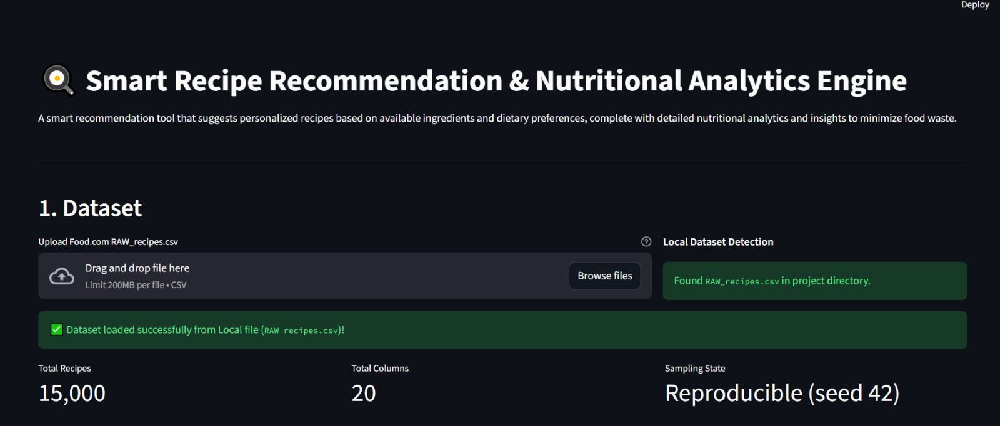 Deploy
Smart Recipe Recommendation & Nutritional Analytics Engine
A smart recommendation tool that suggests personalized recipes based on available ingredients and dietary preferences, complete with detailed nutritional analytics and insights to minimize food waste.
1. Dataset
Upload Food.com RAW_recipes.csv
Drag and drop file here
Limit 200MB per file • CSV
Browse files
Local Dataset Detection
Found RAW_recipes.csv in project directory.
Dataset loaded successfully from Local file (RAW_recipes.csv)!
Total Recipes
15,000
Total Columns
20
Sampling State
Reproducible (seed 42)